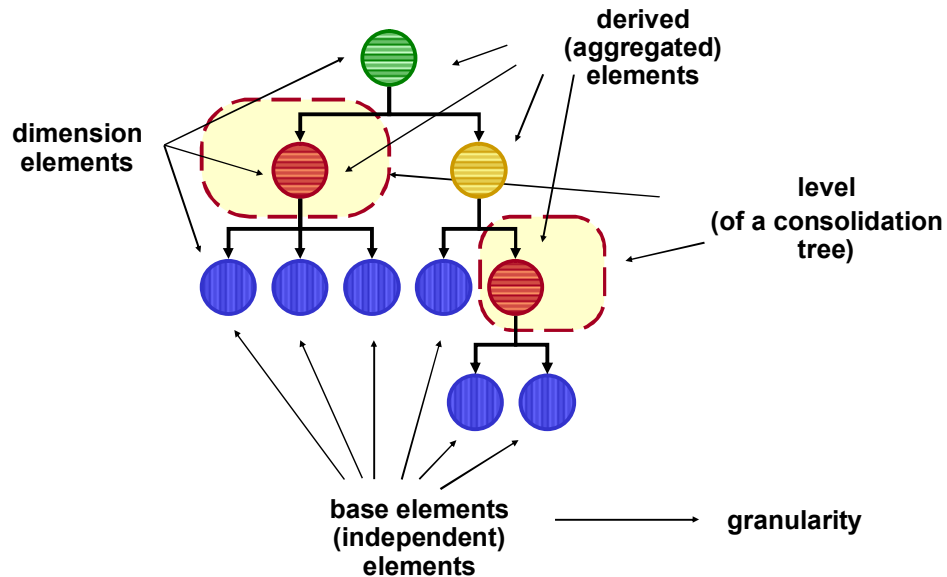 derived
(aggregated)
elements
dimension
elements
level
(of a consolidation
tree)
base elements
(independent)
elements
granularity